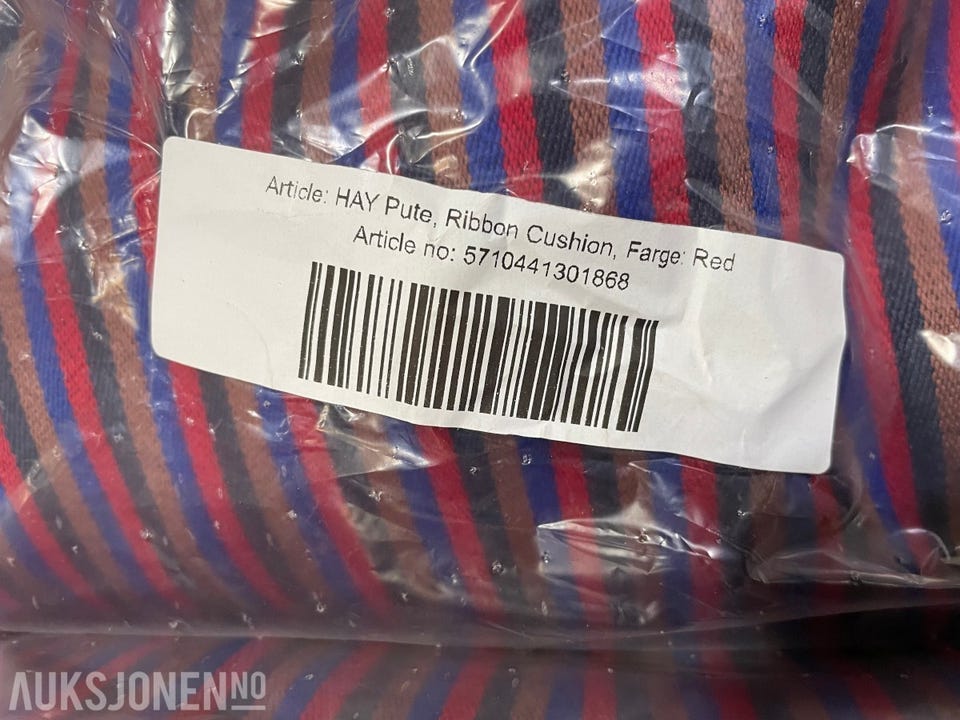 Article: HAY Pute, Ribbon Cushion, Farge: Red
Article no: 5710441301868
AUKSJONEN.NO